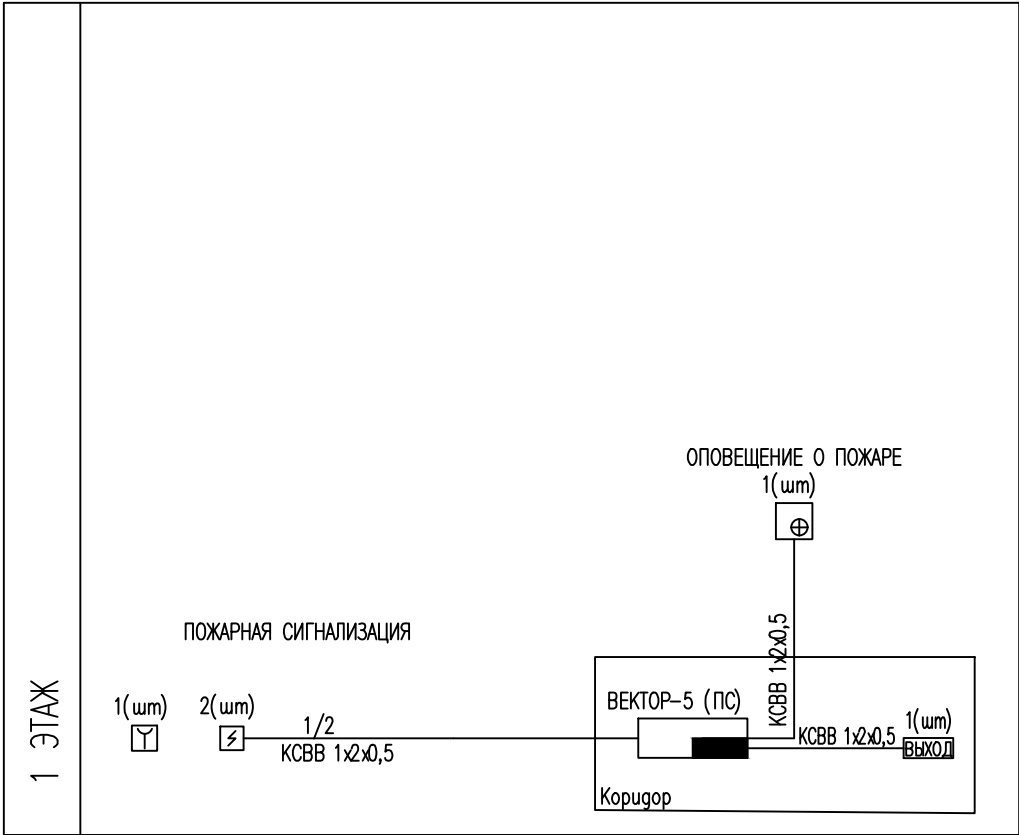 ОПОВЕЩЕНИЕ О ПОЖАРЕ
1(шт)
КСВВ 1х2х0,5
ПОЖАРНАЯ СИГНАЛИЗАЦИЯ
1(шт)
2(шт)
1/2
КСВВ 1х2х0,5
ВЕКТОР-5 (ПС)
КСВВ 1х2х0,5
1(шт)
ВЫХОД
Коридор
1 ЭТАЖ